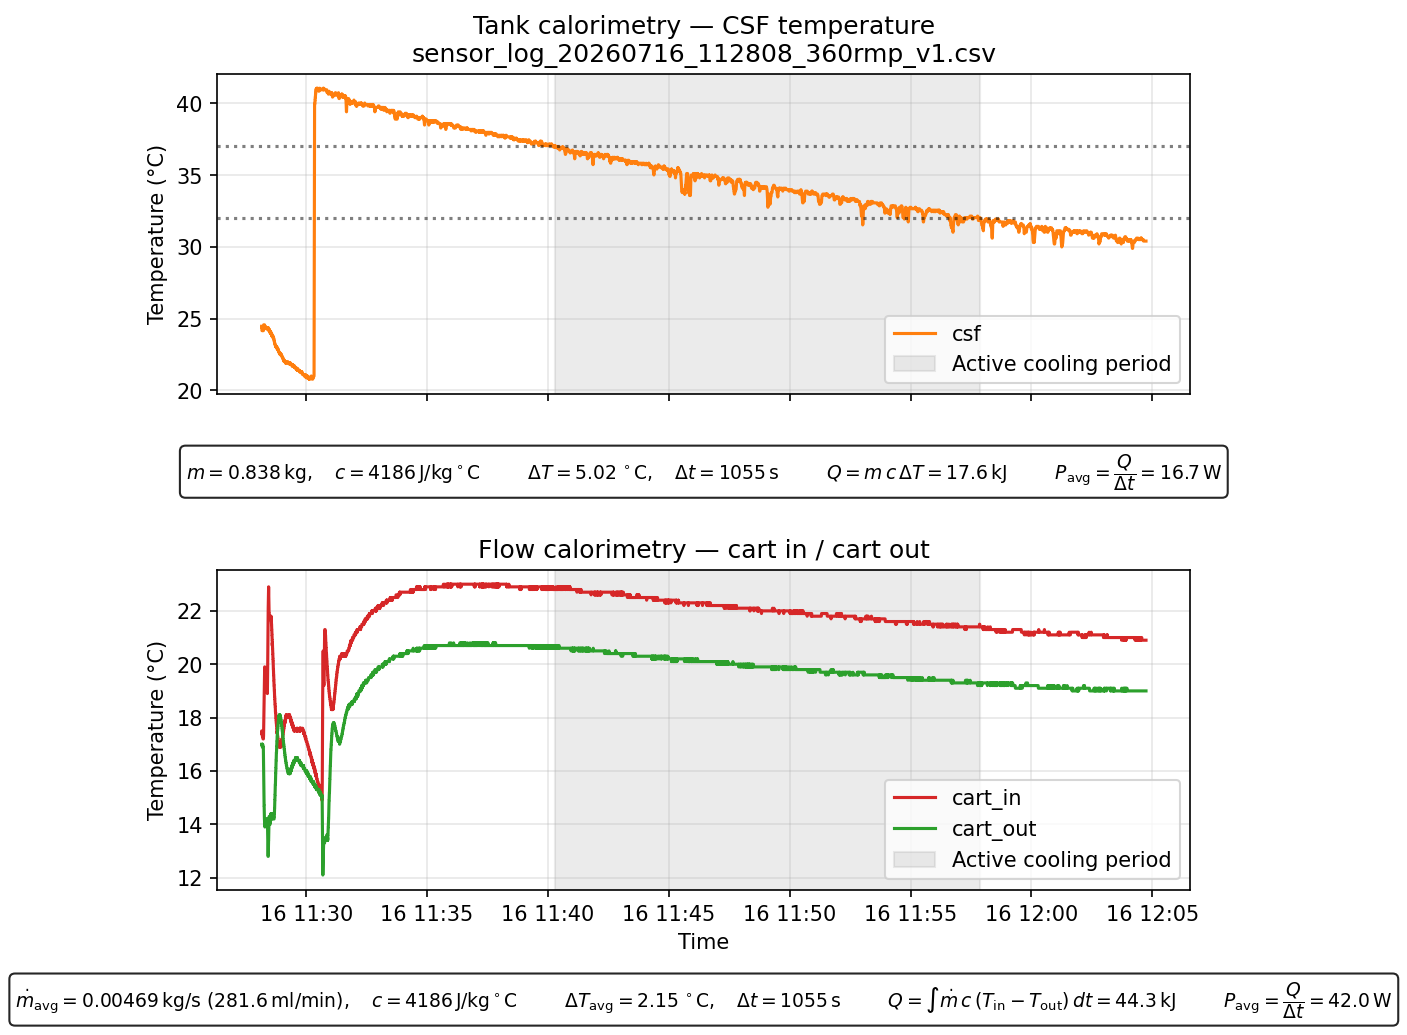 Tank calorimetry — CSF temperature
sensor_log_20260716_112808_360rmp_v1.csv
Temperature (°C)
40
35
30
25
20
csf
Active cooling period
m = 0.838 kg, c = 4186 J/kg °C ΔT = 5.02 °C, Δt = 1055 s Q = m c ΔT = 17.6 kJ P_avg = Q/Δt = 16.7 W
Flow calorimetry — cart in / cart out
Temperature (°C)
22
20
18
16
14
12
cart_in
cart_out
Active cooling period
16 11:30 16 11:35 16 11:40 16 11:45 16 11:50 16 11:55 16 12:00 16 12:05
Time
ṁ_avg = 0.00469 kg/s (281.6 ml/min), c = 4186 J/kg °C ΔT_avg = 2.15 °C, Δt = 1055 s Q = ∫ṁ c (T_in − T_out) dt = 44.3 kJ P_avg = Q/Δt = 42.0 W